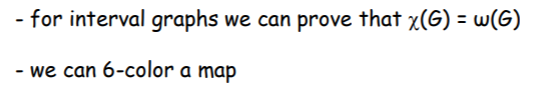 - for interval graphs we can prove that χ(G) = ω(G)
- we can 6-color a map